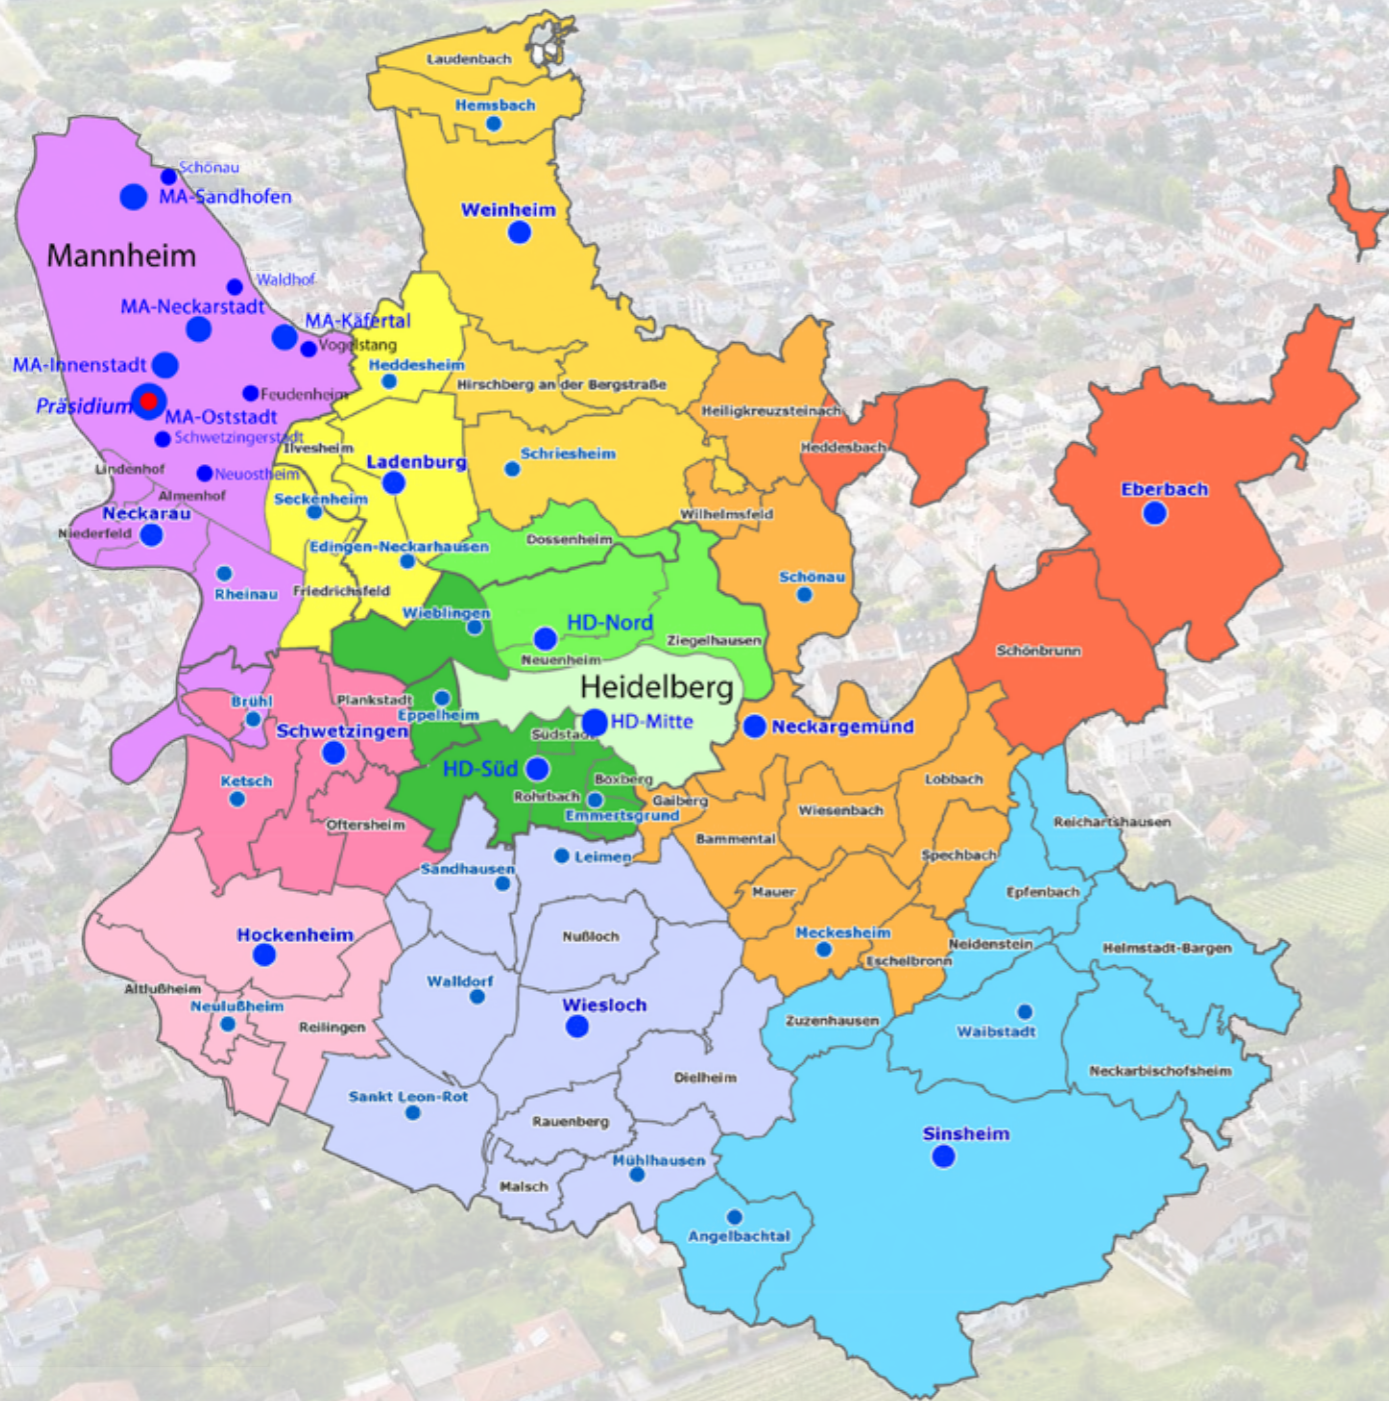 Laudenbach
Hemsbach
Schönau
MA-Sandhofen
Weinheim
Mannheim
Waldhof
MA-Neckarstadt
MA-Käfertal
Vogelstang
MA-Innenstadt
Heddesheim
Hirschberg an der Bergstraße
Feudenheim
Präsidium
MA-Oststadt
Heiligkreuzsteinach
Schwetzingerstadt
Ilvesheim
Heddesbach
Schriesheim
Ladenburg
Lindenhof
Neuostheim
Eberbach
Almenhof
Seckenheim
Neckarau
Wilhelmsfeld
Niederfeld
Dossenheim
Edingen-Neckarhausen
Schönau
Rheinau
Friedrichsfeld
Wieblingen
HD-Nord
Ziegelhausen
Schönbrunn
Neuenheim
Heidelberg
Plankstadt
Brühl
Eppelheim
HD-Mitte
Neckargemünd
Schwetzingen
Südstadt
HD-Süd
Boxberg
Lobbach
Ketsch
Rohrbach
Gaiberg
Wiesenbach
Emmertsgrund
Reichartshausen
Oftersheim
Bammental
Spechbach
Leimen
Sandhausen
Mauer
Epfenbach
Hockenheim
Nußloch
Meckesheim
Neidenstein
Helmstadt-Bargen
Eschelbronn
Walldorf
Altlußheim
Neulußheim
Wiesloch
Zuzenhausen
Reilingen
Waibstadt
Neckarbischofsheim
Dielheim
Sankt Leon-Rot
Rauenberg
Sinsheim
Mühlhausen
Malsch
Angelbachtal